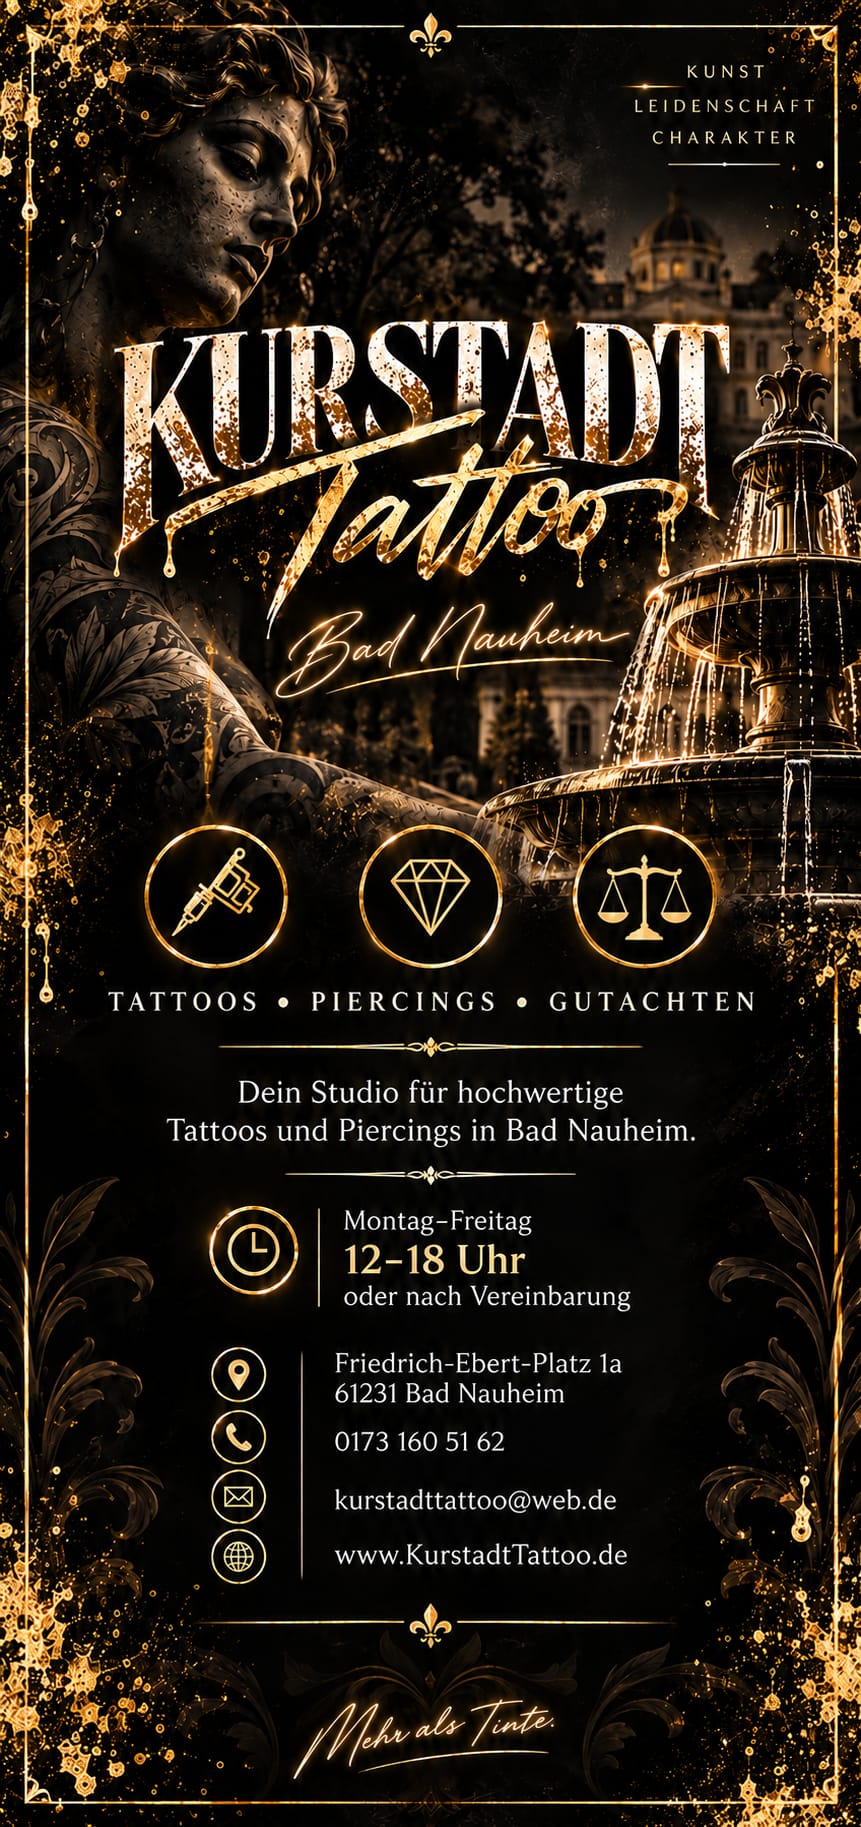 KUNST
LEIDENSCHAFT
CHARAKTER
KURSTADT
Tattoo
Bad Nauheim
TATTOOS • PIERCINGS • GUTACHTEN
Dein Studio für hochwertige
Tattoos und Piercings in Bad Nauheim.
Montag–Freitag
12–18 Uhr
oder nach Vereinbarung
Friedrich-Ebert-Platz 1a
61231 Bad Nauheim
0173 160 51 62
kurstadttattoo@web.de
www.KurstadtTattoo.de
Mehr als Tinte.